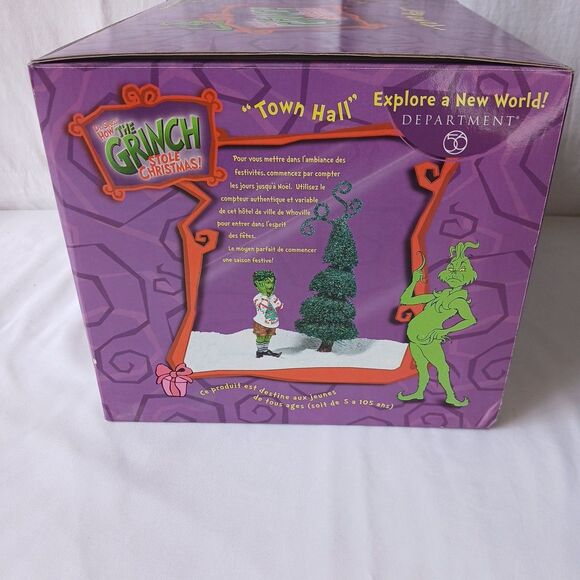 Dr. Seuss'
HOW THE
GRINCH
STOLE
CHRISTMAS!
"Town Hall"
Explore a New World!
DEPARTMENT
56
Pour vous mettre dans l'ambiance des
festivités, commencez par compter
les jours jusqu'à Noël. Utilisez le
compteur authentique et variable
de cet hôtel de ville de Whoville
pour entrer dans l'esprit
des fêtes.
Le moyen parfait de commencer
une saison festive!
Ce produit est destine aux jeunes
de tous ages (soit de 5 a 105 ans)